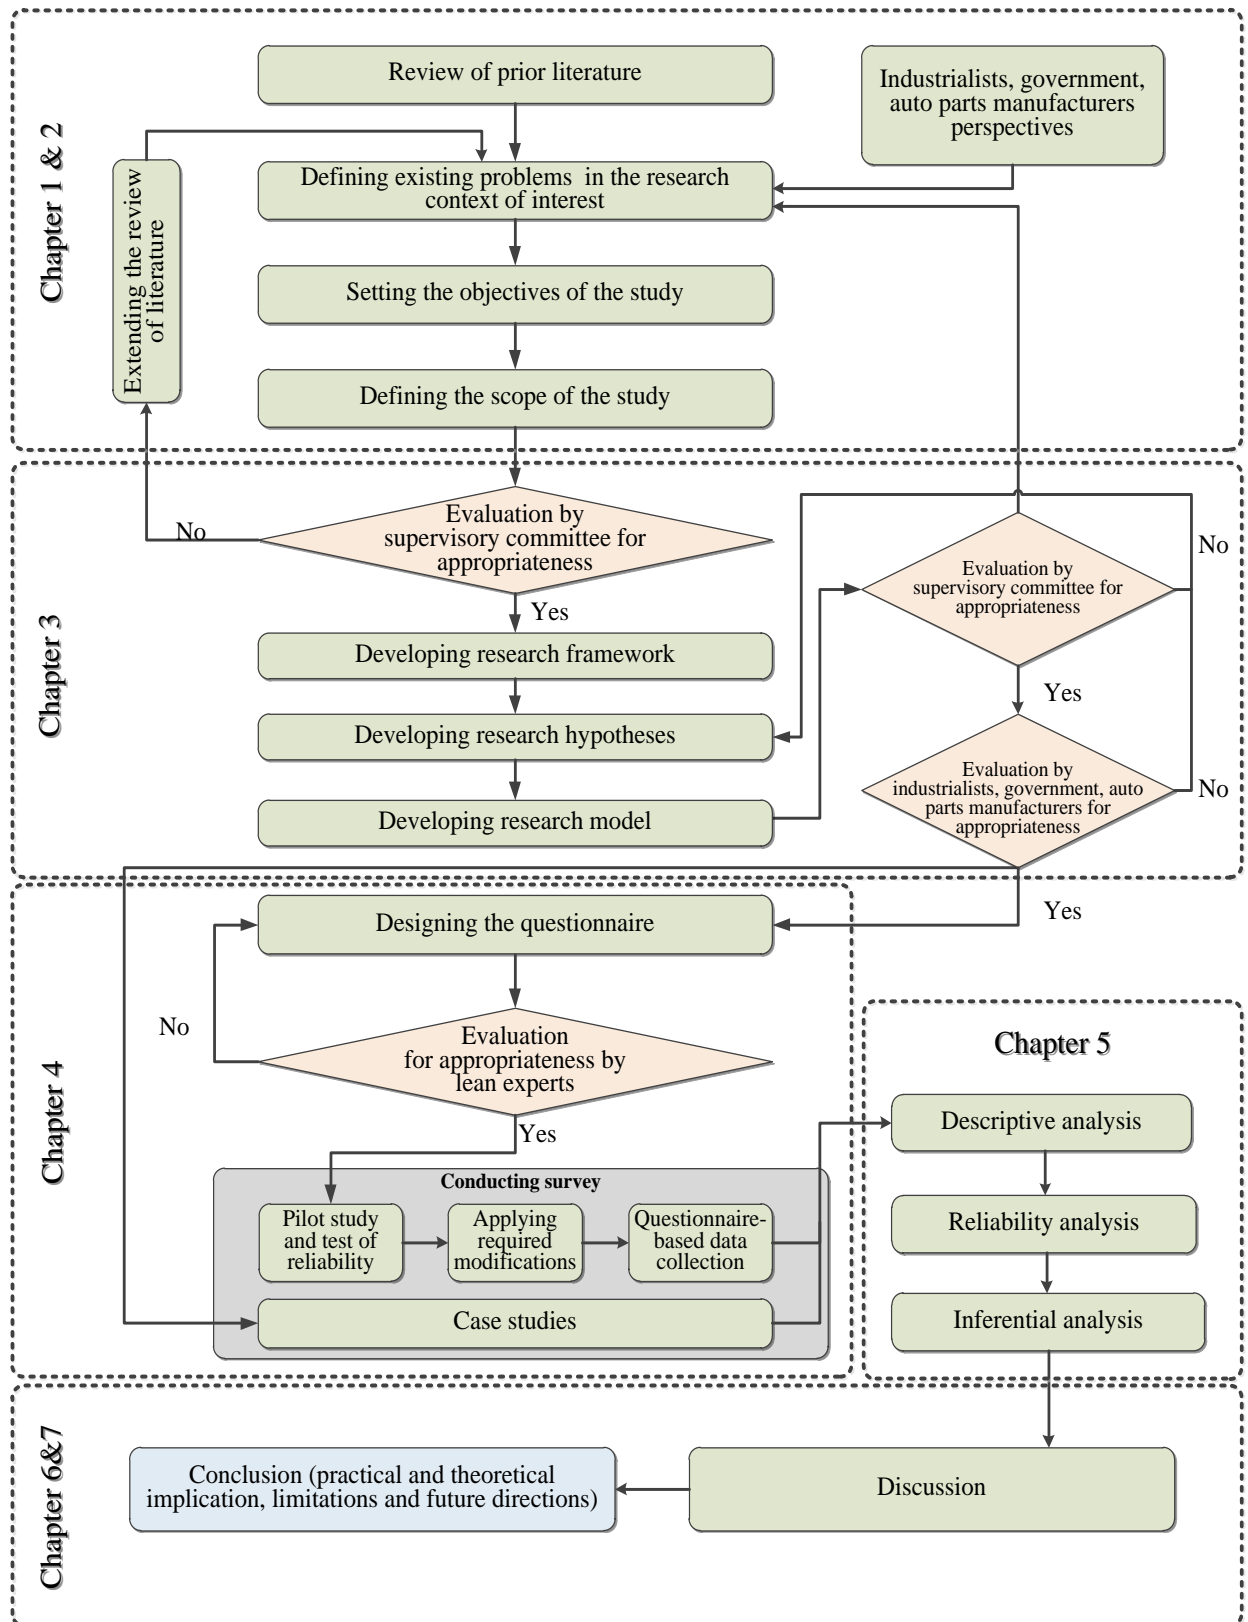 Chapter 1 & 2
Review of prior literature
Industrialists, government,
auto parts manufacturers
perspectives
Extending the review
of literature
Defining existing problems in the research
context of interest
Setting the objectives of the study
Defining the scope of the study
Chapter 3
No
Evaluation by
supervisory committee for
appropriateness
Yes
Developing research framework
Developing research hypotheses
Developing research model
Evaluation by
supervisory committee for
appropriateness
No
Yes
Evaluation by
industrialists, government, auto
parts manufacturers for
appropriateness
No
Yes
Chapter 4
Designing the questionnaire
No
Evaluation
for appropriateness by
lean experts
Yes
Conducting survey
Pilot study
and test of
reliability
Applying
required
modifications
Questionnaire-
based data
collection
Case studies
Chapter 5
Descriptive analysis
Reliability analysis
Inferential analysis
Chapter 6&7
Conclusion (practical and theoretical
implication, limitations and future directions)
Discussion